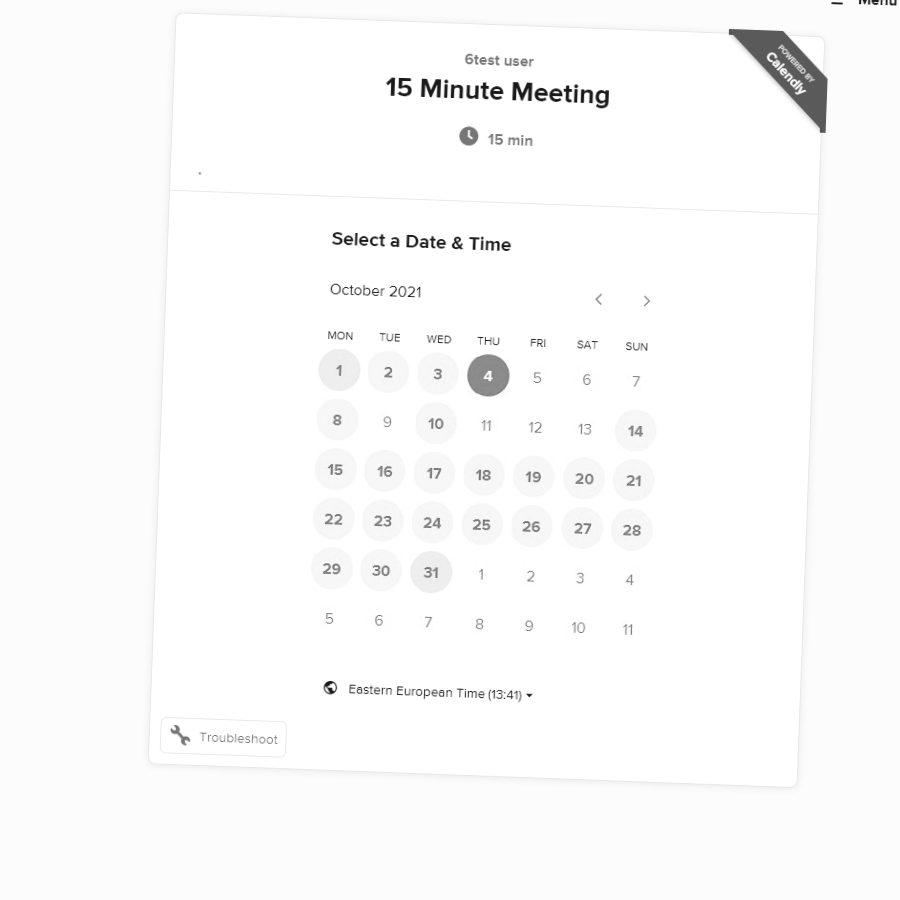 Menu
POWERED BY
Calendly
6test user
15 Minute Meeting
15 min
.
Select a Date & Time
October 2021
MON TUE WED THU FRI SAT SUN
1 2 3 4 5 6 7
8 9 10 11 12 13 14
15 16 17 18 19 20 21
22 23 24 25 26 27 28
29 30 31 1 2 3 4
5 6 7 8 9 10 11
Eastern European Time (13:41)
Troubleshoot